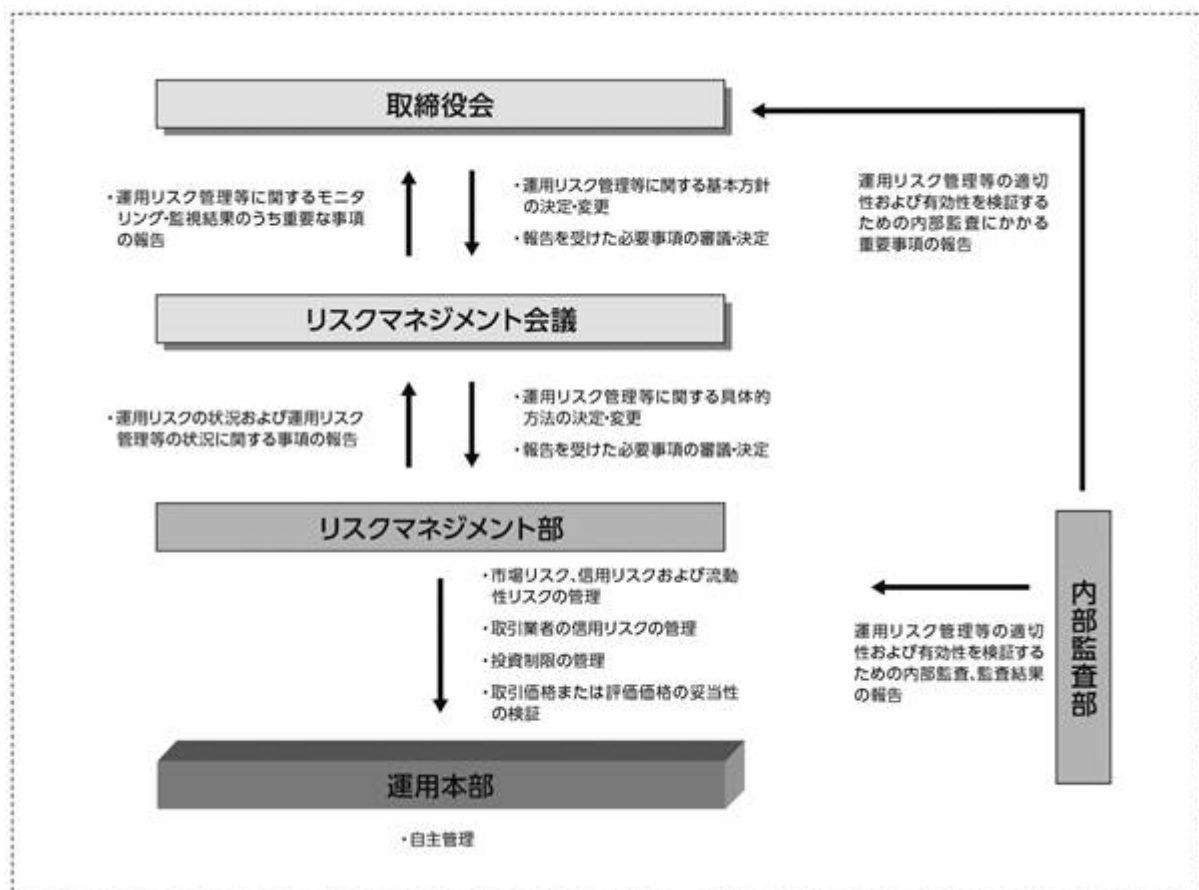 取締役会
・運用リスク管理等に関するモニタ
リング・監視結果のうち重要な事項
の報告
・運用リスク管理等に関する基本方針
の決定・変更
・報告を受けた必要事項の審議・決定
運用リスク管理等の適切
性および有効性を検証する
ための内部監査にかかる
重要事項の報告
リスクマネジメント会議
・運用リスクの状況および運用リスク
管理等の状況に関する事項の報告
・運用リスク管理等に関する具体的
方法の決定・変更
・報告を受けた必要事項の審議・決定
リスクマネジメント部
・市場リスク、信用リスクおよび流動
性リスクの管理
・取引業者の信用リスクの管理
・投資制限の管理
・取引価格または評価価格の妥当性
の検証
運用リスク管理等の適切
性および有効性を検証する
ための内部監査、監査結果
の報告
内部監査部
運用本部
・自主管理